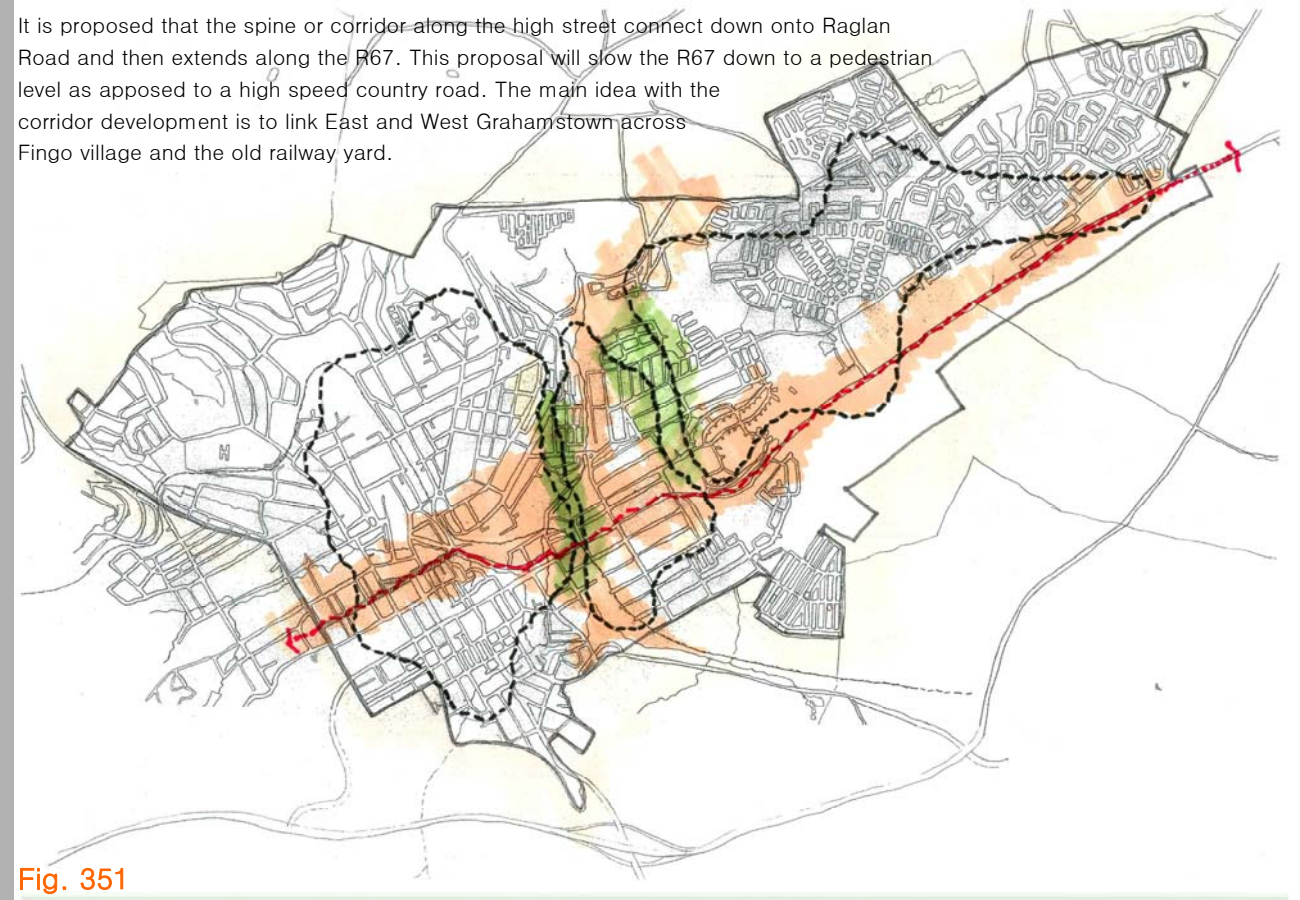 It is proposed that the spine or corridor along the high street connect down onto Raglan
Road and then extends along the R67. This proposal will slow the R67 down to a pedestrian
level as apposed to a high speed country road. The main idea with the
corridor development is to link East and West Grahamstown across
Fingo village and the old railway yard.
H
Fig. 351